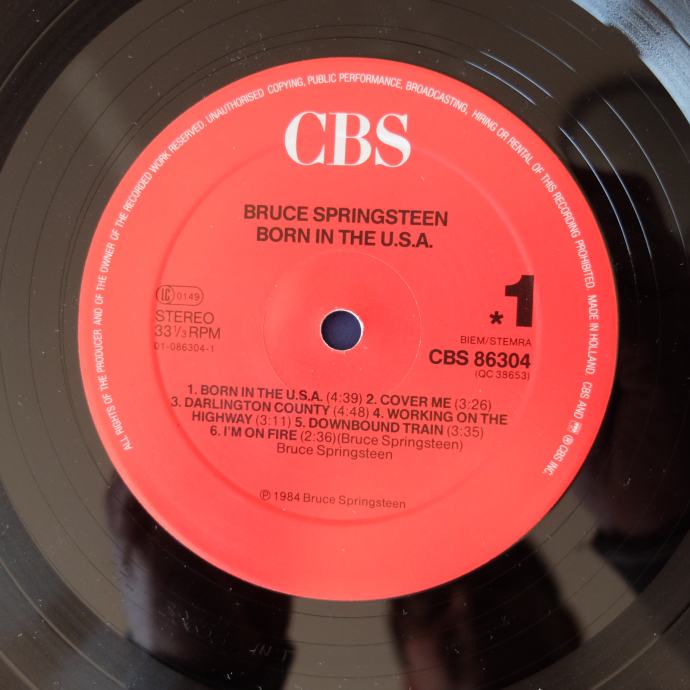 ALL RIGHTS OF THE PRODUCER AND OF THE OWNER OF THE RECORDED WORK RESERVED. UNAUTHORISED COPYING, PUBLIC PERFORMANCE, BROADCASTING, HIRING OR RENTAL OF THIS RECORDING PROHIBITED. MADE IN HOLLAND. CBS AND ℗ CBS INC.
CBS
BRUCE SPRINGSTEEN
BORN IN THE U.S.A.
LC 0149
STEREO
33⅓ RPM
01-086304-1
*1
BIEM/STEMRA
CBS 86304
(QC 38653)
1. BORN IN THE U.S.A. (4:39) 2. COVER ME (3:26)
3. DARLINGTON COUNTY (4:48) 4. WORKING ON THE
HIGHWAY (3:11) 5. DOWNBOUND TRAIN (3:35)
6. I'M ON FIRE (2:36)(Bruce Springsteen)
Bruce Springsteen
℗ 1984 Bruce Springsteen